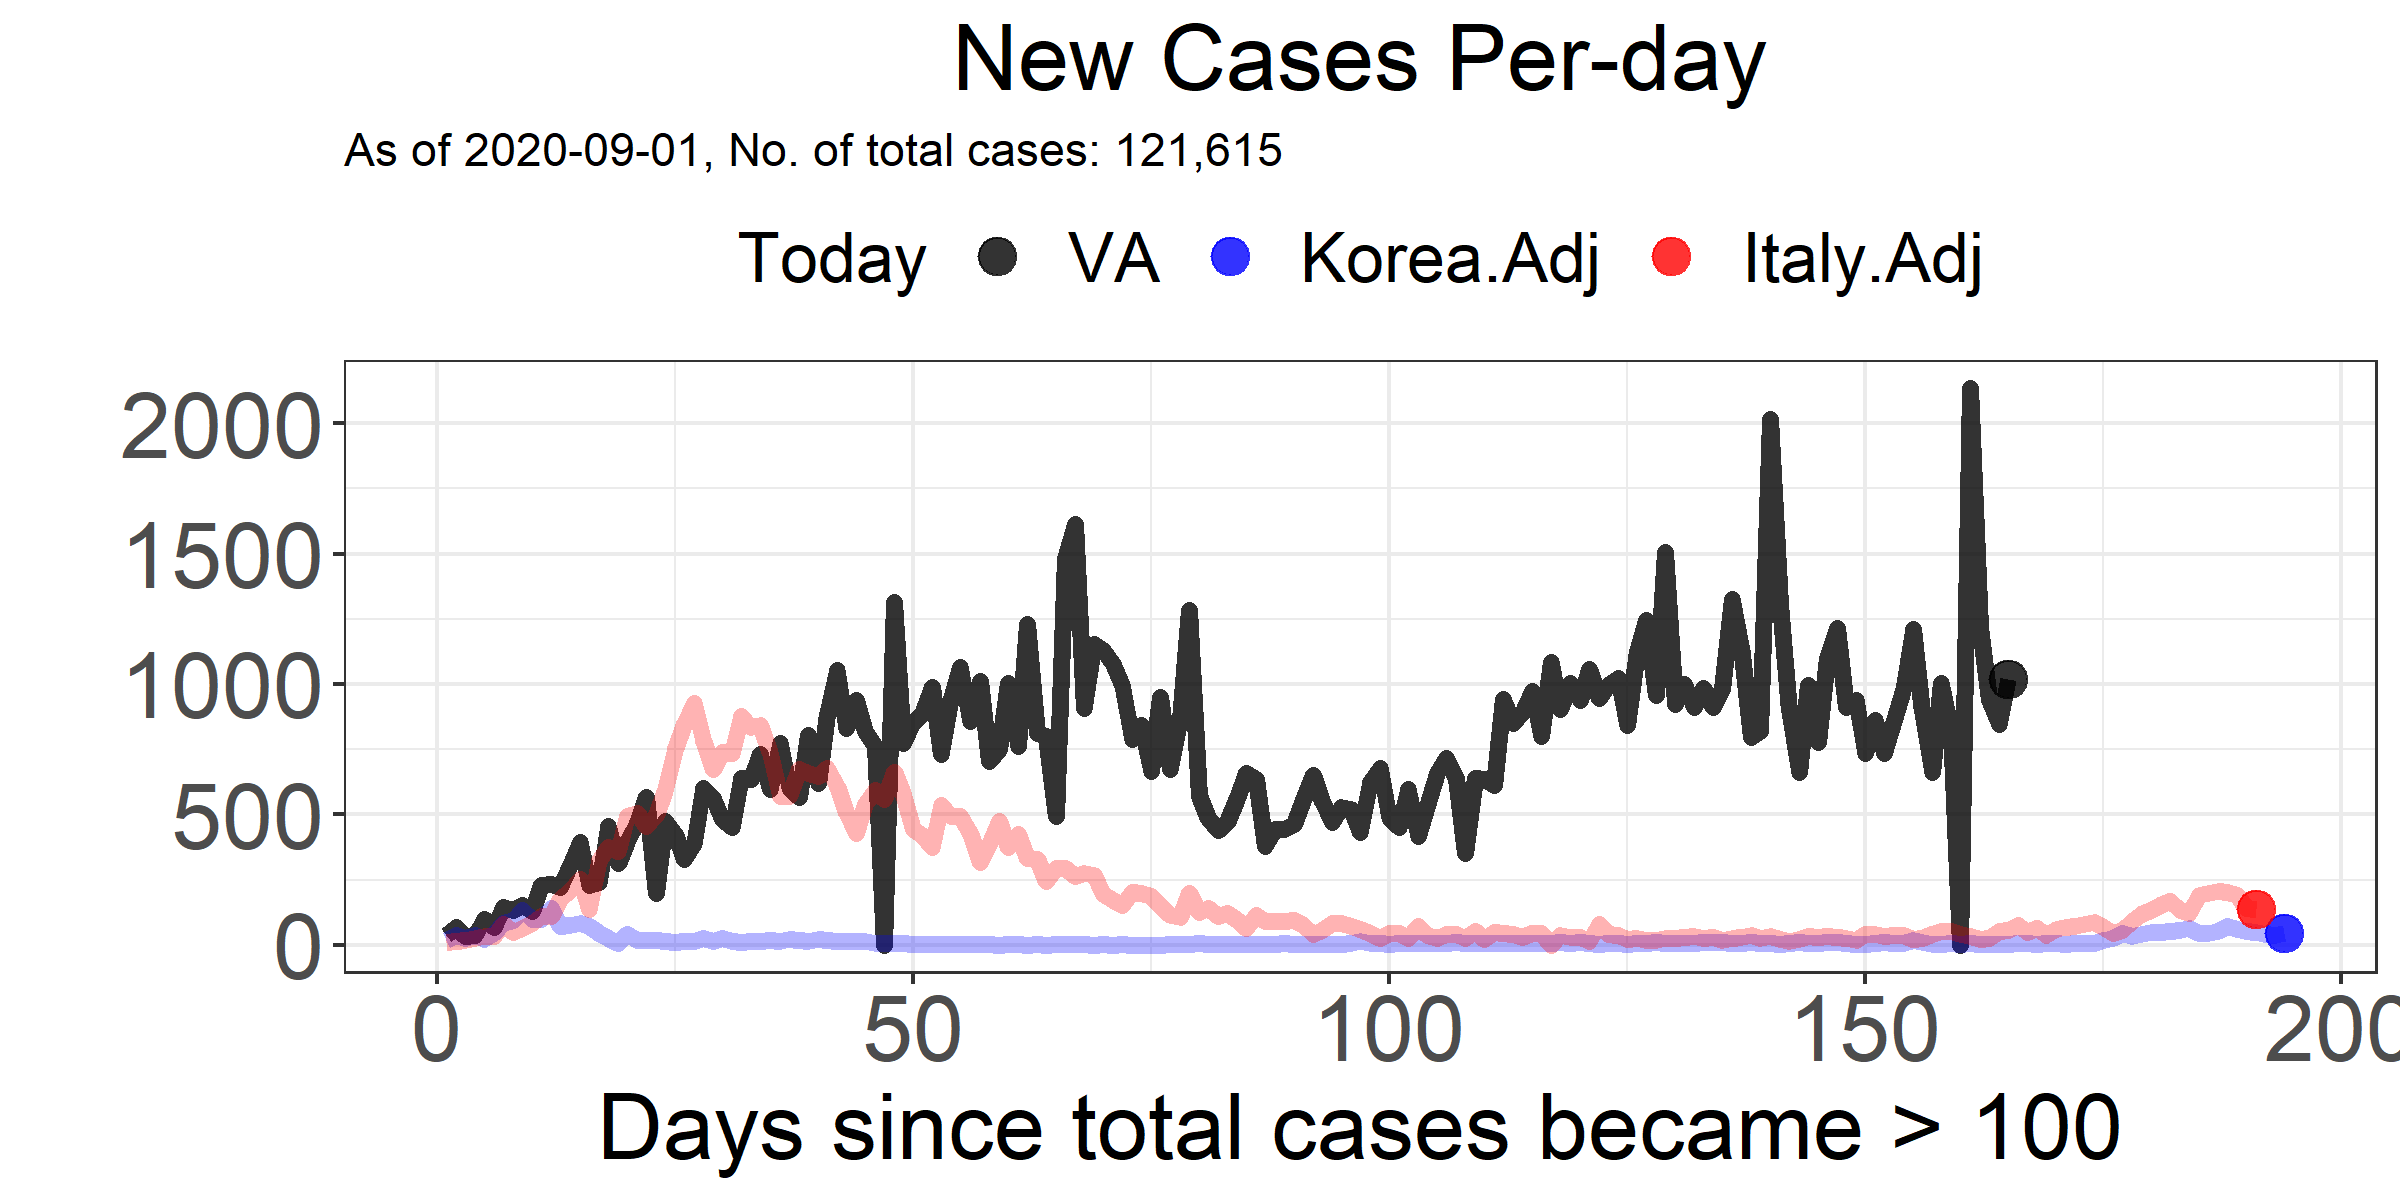 New Cases Per-day
As of 2020-09-01, No. of total cases: 121,615
Today VA Korea.Adj Italy.Adj
2000
1500
1000
500
0
0 50 100 150 200
Days since total cases became > 100